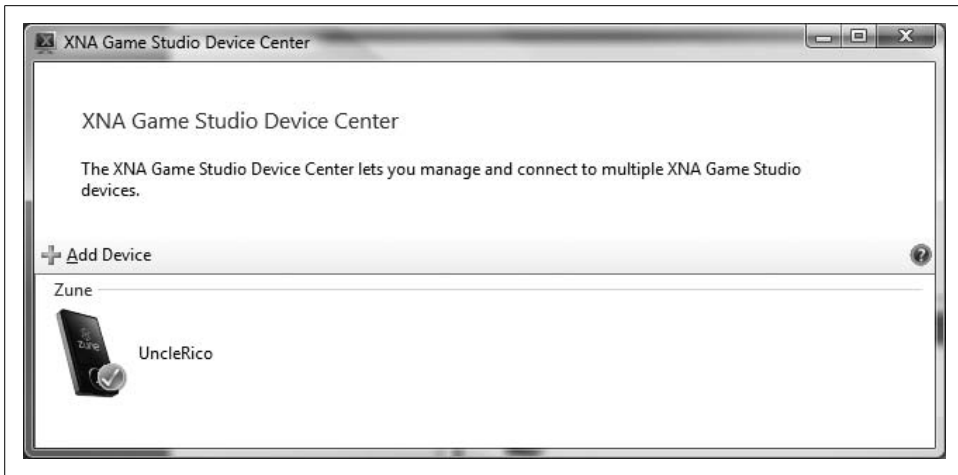 XNA Game Studio Device Center
XNA Game Studio Device Center
The XNA Game Studio Device Center lets you manage and connect to multiple XNA Game Studio
devices.
Add Device
Zune
zune
UncleRico